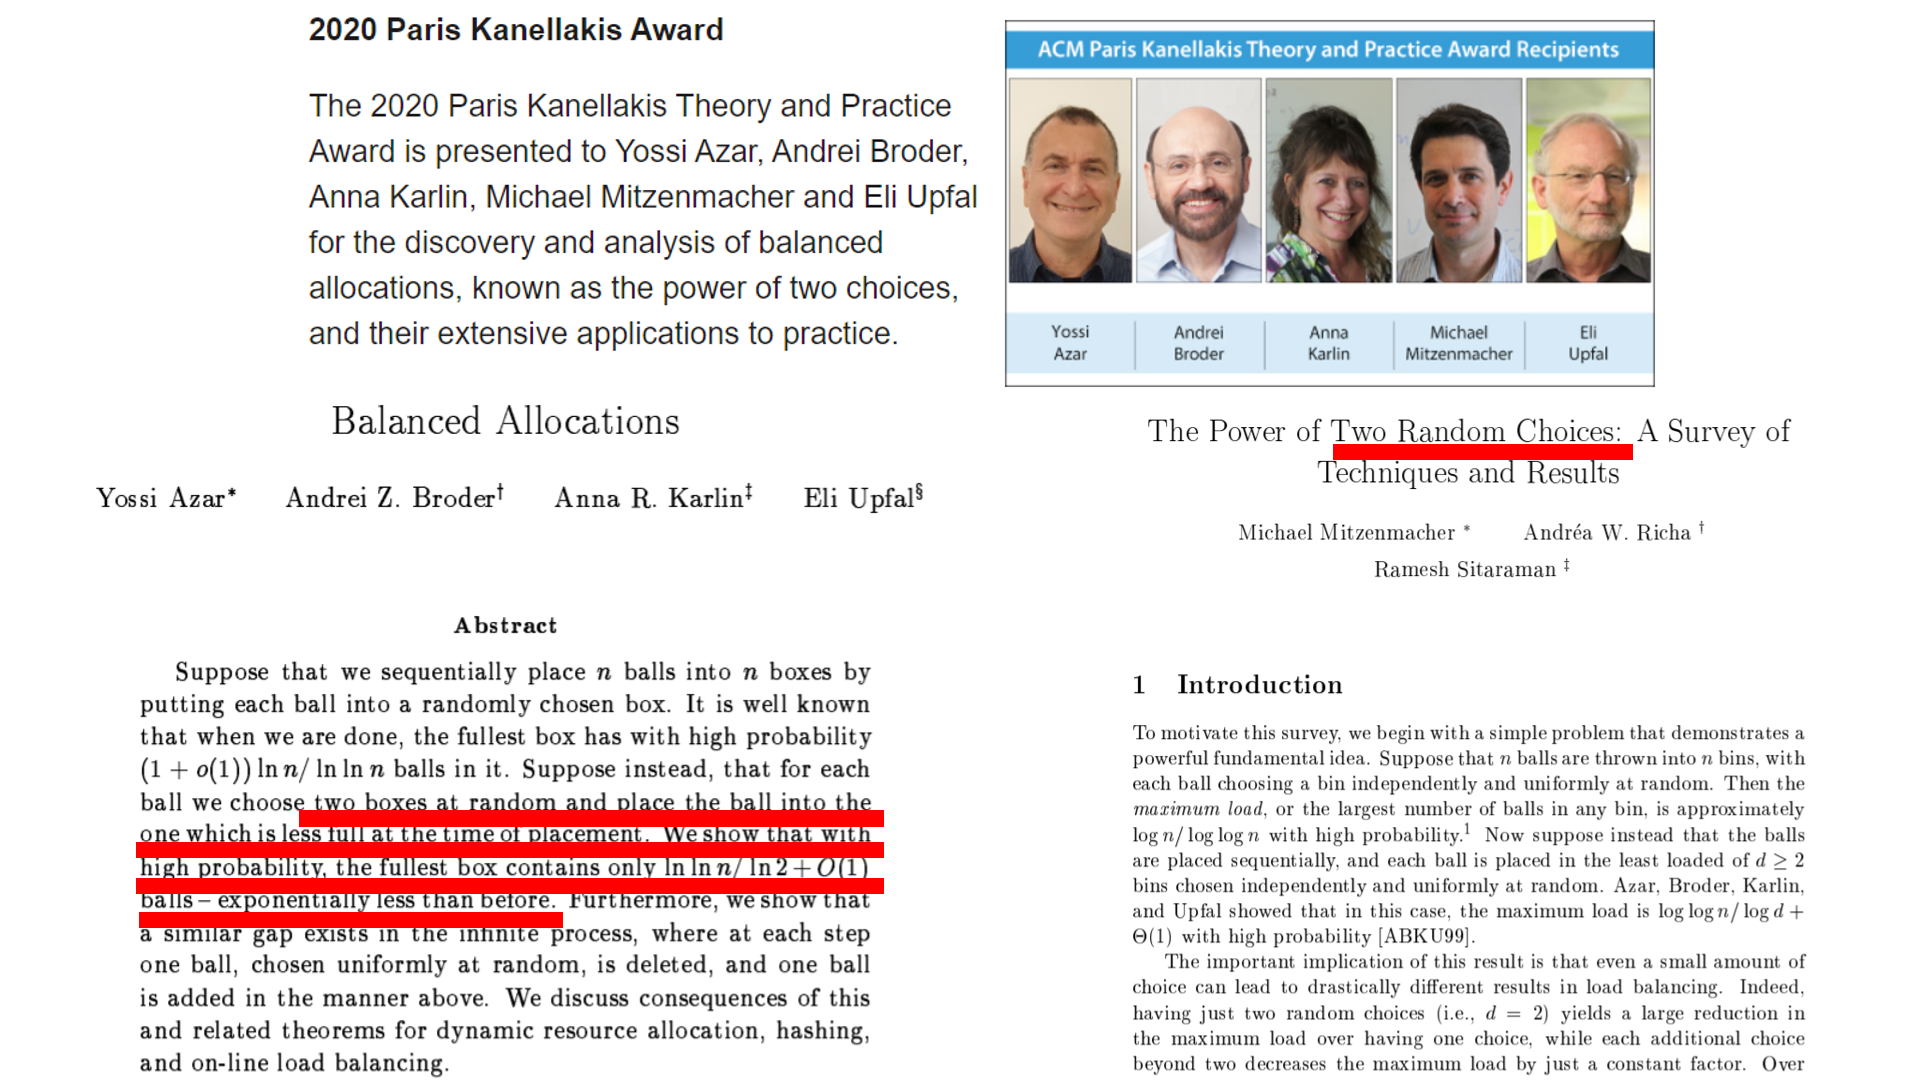 2020 Paris Kanellakis Award
The 2020 Paris Kanellakis Theory and Practice
Award is presented to Yossi Azar, Andrei Broder,
Anna Karlin, Michael Mitzenmacher and Eli Upfal
for the discovery and analysis of balanced
allocations, known as the power of two choices,
and their extensive applications to practice.
ACM Paris Kanellakis Theory and Practice Award Recipients
Yossi Azar
Andrei Broder
Anna Karlin
Michael Mitzenmacher
Eli Upfal
Balanced Allocations
Yossi Azar* Andrei Z. Broder† Anna R. Karlin‡ Eli Upfal§
Abstract
Suppose that we sequentially place n balls into n boxes by
putting each ball into a randomly chosen box. It is well known
that when we are done, the fullest box has with high probability
(1 + o(1)) ln n/ ln ln n balls in it. Suppose instead, that for each
ball we choose two boxes at random and place the ball into the
one which is less full at the time of placement. We show that with
high probability, the fullest box contains only ln ln n/ ln 2 + O(1)
balls – exponentially less than before. Furthermore, we show that
a similar gap exists in the infinite process, where at each step
one ball, chosen uniformly at random, is deleted, and one ball
is added in the manner above. We discuss consequences of this
and related theorems for dynamic resource allocation, hashing,
and on-line load balancing.
The Power of Two Random Choices: A Survey of
Techniques and Results
Michael Mitzenmacher * Andréa W. Richa †
Ramesh Sitaraman ‡
1 Introduction
To motivate this survey, we begin with a simple problem that demonstrates a
powerful fundamental idea. Suppose that n balls are thrown into n bins, with
each ball choosing a bin independently and uniformly at random. Then the
maximum load, or the largest number of balls in any bin, is approximately
log n/ log log n with high probability.1 Now suppose instead that the balls
are placed sequentially, and each ball is placed in the least loaded of d ≥ 2
bins chosen independently and uniformly at random. Azar, Broder, Karlin,
and Upfal showed that in this case, the maximum load is log log n/ log d +
Θ(1) with high probability [ABKU99].
The important implication of this result is that even a small amount of
choice can lead to drastically different results in load balancing. Indeed,
having just two random choices (i.e., d = 2) yields a large reduction in
the maximum load over having one choice, while each additional choice
beyond two decreases the maximum load by just a constant factor. Over